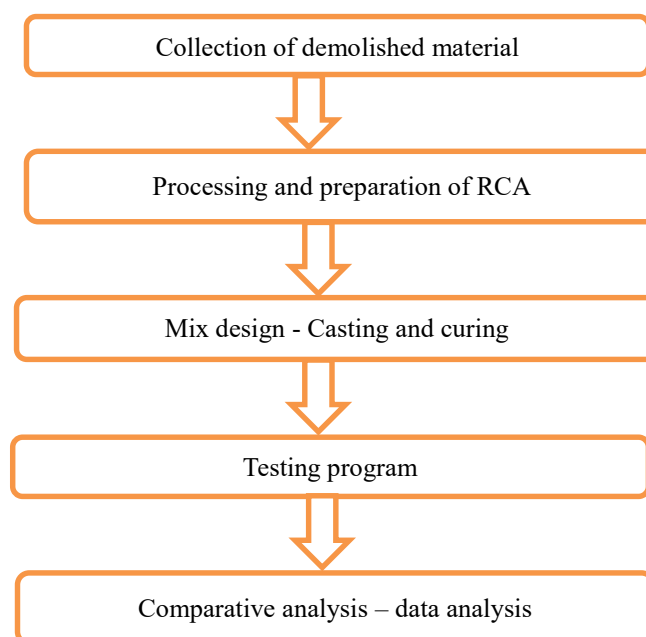 Collection of demolished material
Processing and preparation of RCA
Mix design - Casting and curing
Testing program
Comparative analysis – data analysis